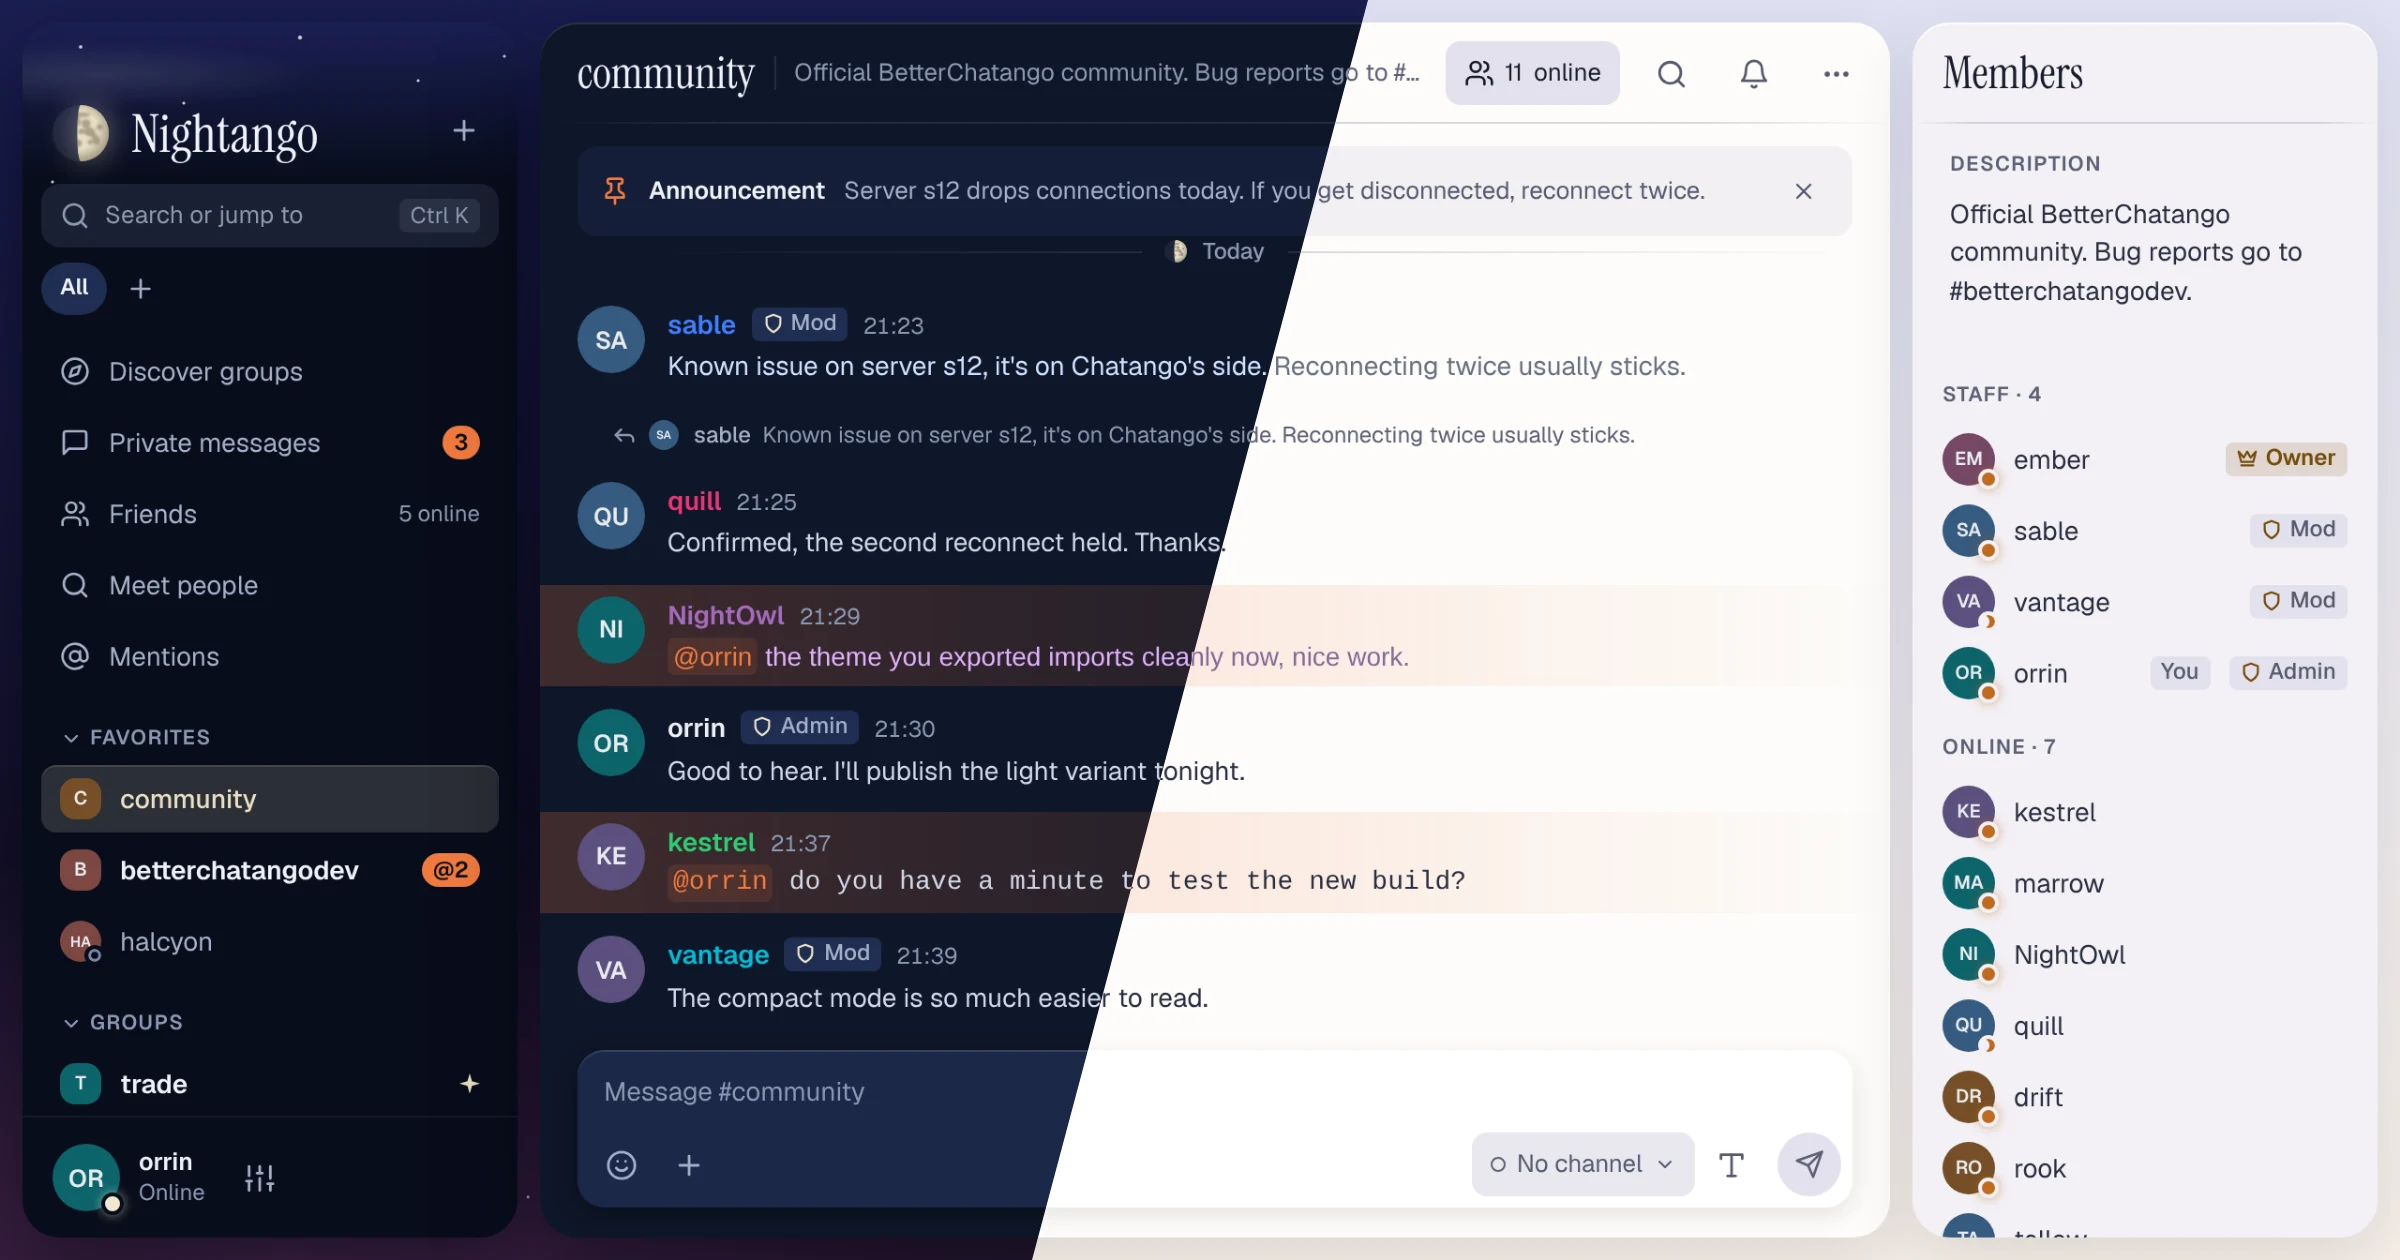 Nightango
Search or jump to Ctrl K
All
Discover groups
Private messages 3
Friends 5 online
Meet people
Mentions
FAVORITES
C community
B betterchatangodev @2
HA halcyon
GROUPS
T trade
OR orrin
Online
community Official BetterChatango community. Bug reports go to #...
11 online
Announcement Server s12 drops connections today. If you get disconnected, reconnect twice.
Today
SA sable Mod 21:23
Known issue on server s12, it's on Chatango's side. Reconnecting twice usually sticks.
SA sable Known issue on server s12, it's on Chatango's side. Reconnecting twice usually sticks.
QU quill 21:25
Confirmed, the second reconnect held. Thanks.
NI NightOwl 21:29
@orrin the theme you exported imports cleanly now, nice work.
OR orrin Admin 21:30
Good to hear. I'll publish the light variant tonight.
KE kestrel 21:37
@orrin do you have a minute to test the new build?
VA vantage Mod 21:39
The compact mode is so much easier to read.
Message #community
No channel
Members
DESCRIPTION
Official BetterChatango
community. Bug reports go to
#betterchatangodev.
STAFF · 4
EM ember Owner
SA sable Mod
VA vantage Mod
OR orrin You Admin
ONLINE · 7
KE kestrel
MA marrow
NI NightOwl
QU quill
DR drift
RO rook